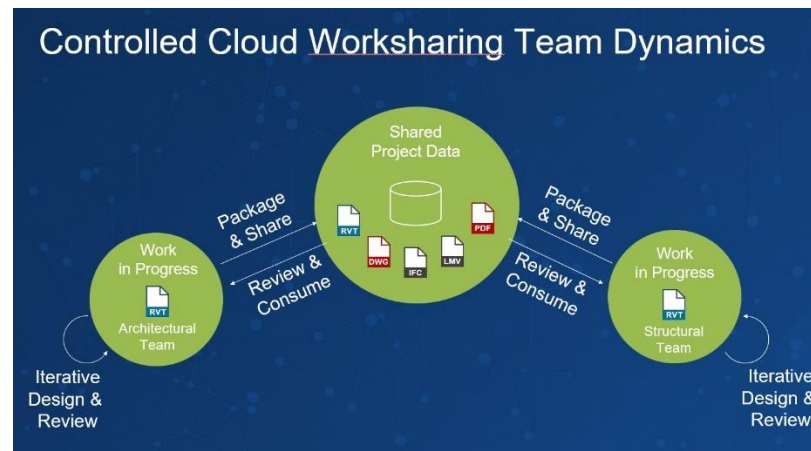 Controlled Cloud Worksharing Team Dynamics
Shared
Project Data
RVT
DWG
IFC
LMV
PDF
Package
& Share
Review &
Consume
Package
& Share
Review &
Consume
Work
in Progress
RVT
Architectural
Team
Iterative
Design &
Review
Work
in Progress
RVT
Structural
Team
Iterative
Design &
Review